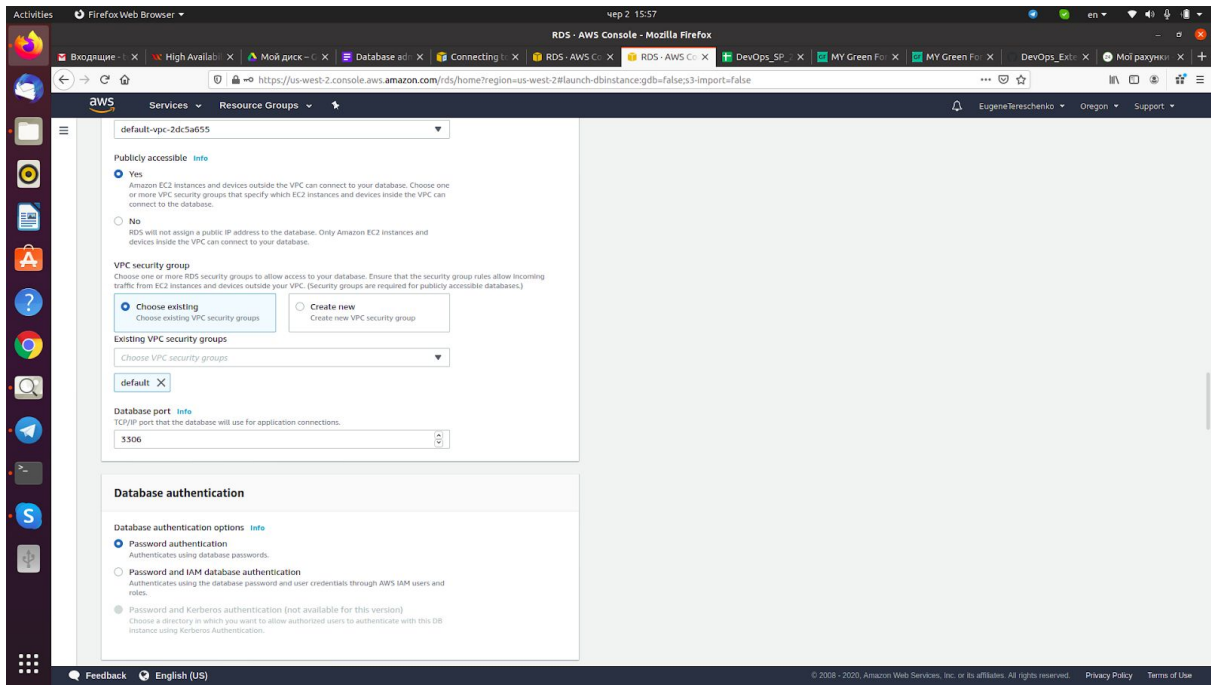 Activities Firefox Web Browser чер 2 15:57 en
RDS · AWS Console - Mozilla Firefox
Входящие - High Availabil Мой диск – Database adm Connecting to RDS · AWS Co RDS · AWS Co DevOps_SP_2 MY Green For MY Green For DevOps_Exte Мої рахунки
https://us-west-2.console.aws.amazon.com/rds/home?region=us-west-2#launch-dbinstance:gdb=false;s3-import=false
aws Services Resource Groups EugeneTereschenko Oregon Support
default-vpc-2dc5a655
Publicly accessible Info
Yes
Amazon EC2 instances and devices outside the VPC can connect to your database. Choose one
or more VPC security groups that specify which EC2 instances and devices inside the VPC can
connect to the database.
No
RDS will not assign a public IP address to the database. Only Amazon EC2 instances and
devices inside the VPC can connect to your database.
VPC security group
Choose one or more RDS security groups to allow access to your database. Ensure that the security group rules allow incoming
traffic from EC2 instances and devices outside your VPC. (Security groups are required for publicly accessible databases.)
Choose existing
Choose existing VPC security groups
Create new
Create new VPC security group
Existing VPC security groups
Choose VPC security groups
default
Database port Info
TCP/IP port that the database will use for application connections.
3306
Database authentication
Database authentication options Info
Password authentication
Authenticates using database passwords.
Password and IAM database authentication
Authenticates using the database password and user credentials through AWS IAM users and
roles.
Password and Kerberos authentication (not available for this version)
Choose a directory in which you want to allow authorized users to authenticate with this DB
instance using Kerberos Authentication.
Feedback English (US) © 2008 - 2020, Amazon Web Services, Inc. or its affiliates. All rights reserved. Privacy Policy Terms of Use